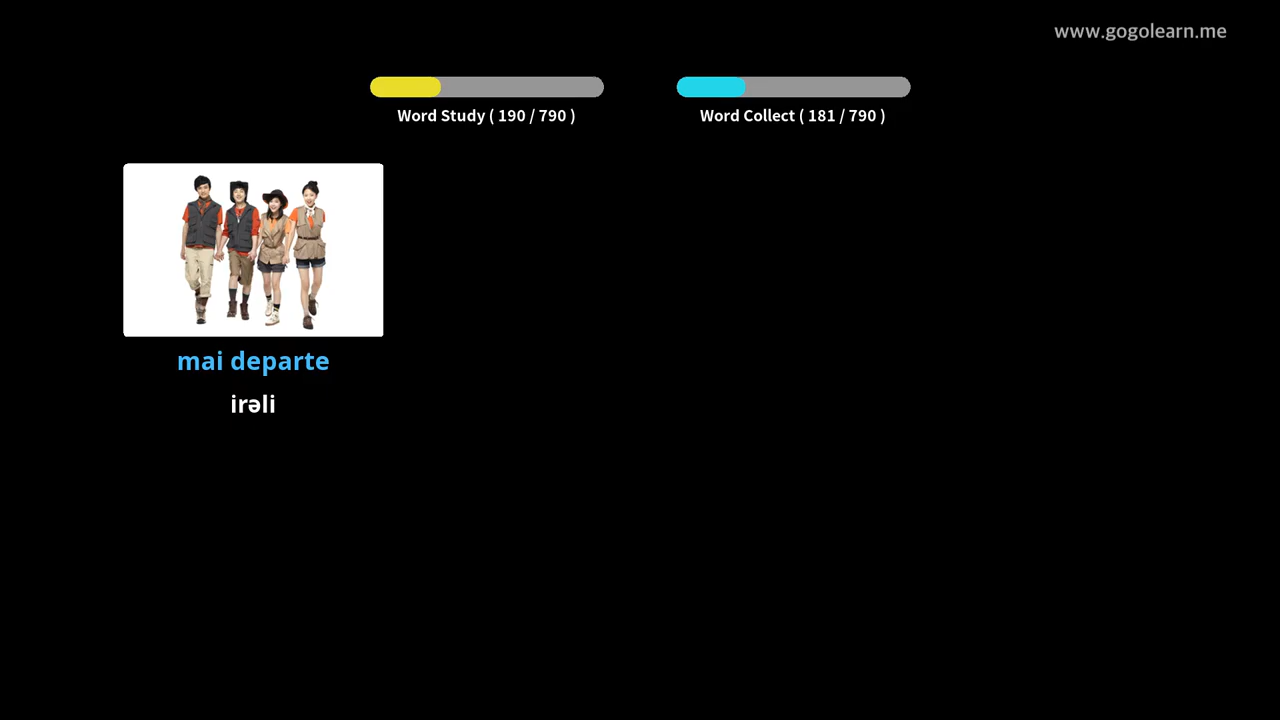 www.gogolearn.me
Word Study ( 190 / 790 )
Word Collect ( 181 / 790 )
mai departe
irəli